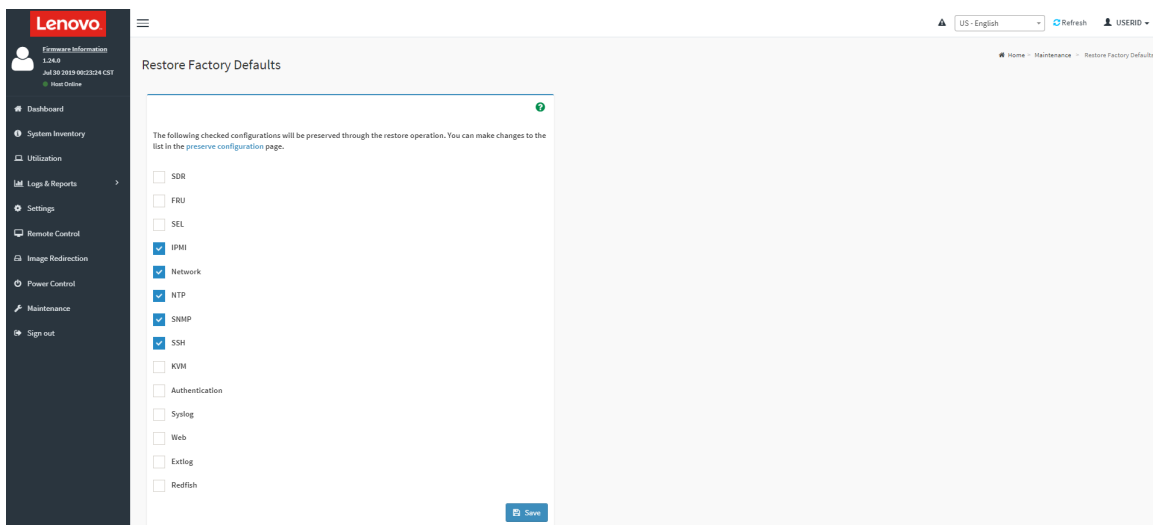 Lenovo.
Firmware Information
1.24.0
Jul 30 2019 00:23:24 CST
Host Online
Dashboard
System Inventory
Utilization
Logs & Reports
Settings
Remote Control
Image Redirection
Power Control
Maintenance
Sign out
US - English
Refresh
USERID
Restore Factory Defaults
Home > Maintenance > Restore Factory Defaults
The following checked configurations will be preserved through the restore operation. You can make changes to the
list in the preserve configuration page.
SDR
FRU
SEL
IPMI
Network
NTP
SNMP
SSH
KVM
Authentication
Syslog
Web
Extlog
Redfish
Save